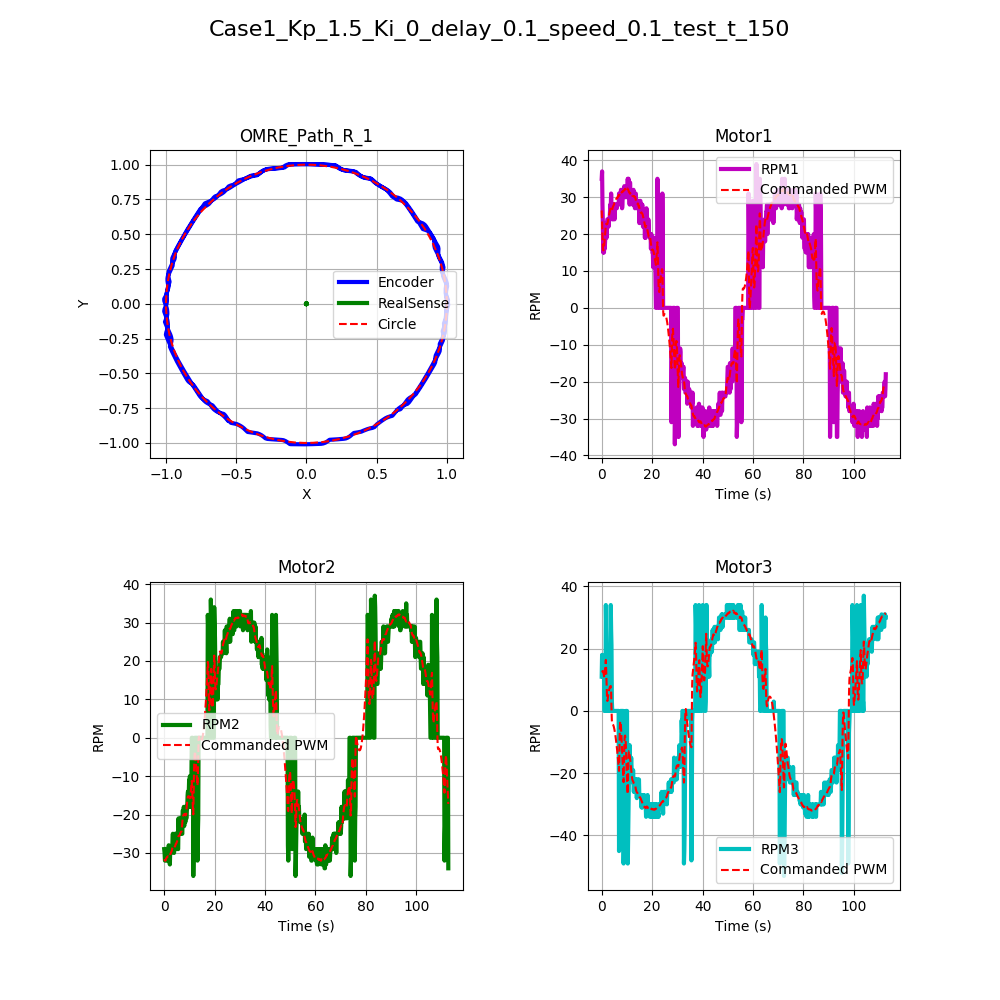 Case1_Kp_1.5_Ki_0_delay_0.1_speed_0.1_test_t_150
OMRE_Path_R_1
1.00
0.75
0.50
0.25
0.00
−0.25
−0.50
−0.75
−1.00
Y
Encoder
RealSense
Circle
−1.0 −0.5 0.0 0.5 1.0
X
Motor1
40
30
20
10
0
−10
−20
−30
−40
RPM
RPM1
Commanded PWM
0 20 40 60 80 100
Time (s)
Motor2
40
30
20
10
0
−10
−20
−30
RPM
RPM2
Commanded PWM
0 20 40 60 80 100
Time (s)
Motor3
40
20
0
−20
−40
RPM
RPM3
Commanded PWM
0 20 40 60 80 100
Time (s)